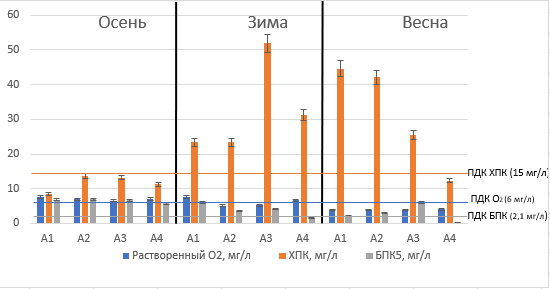 60
50
40
30
20
10
0
Осень
Зима
Весна
ПДК ХПК (15 мг/л)
ПДК О2 (6 мг/л)
ПДК БПК (2,1 мг/л)
А1 А2 А3 А4 А1 А2 А3 А4 А1 А2 А3 А4
Растворенный О2, мг/л ХПК, мг/л БПК5, мг/л